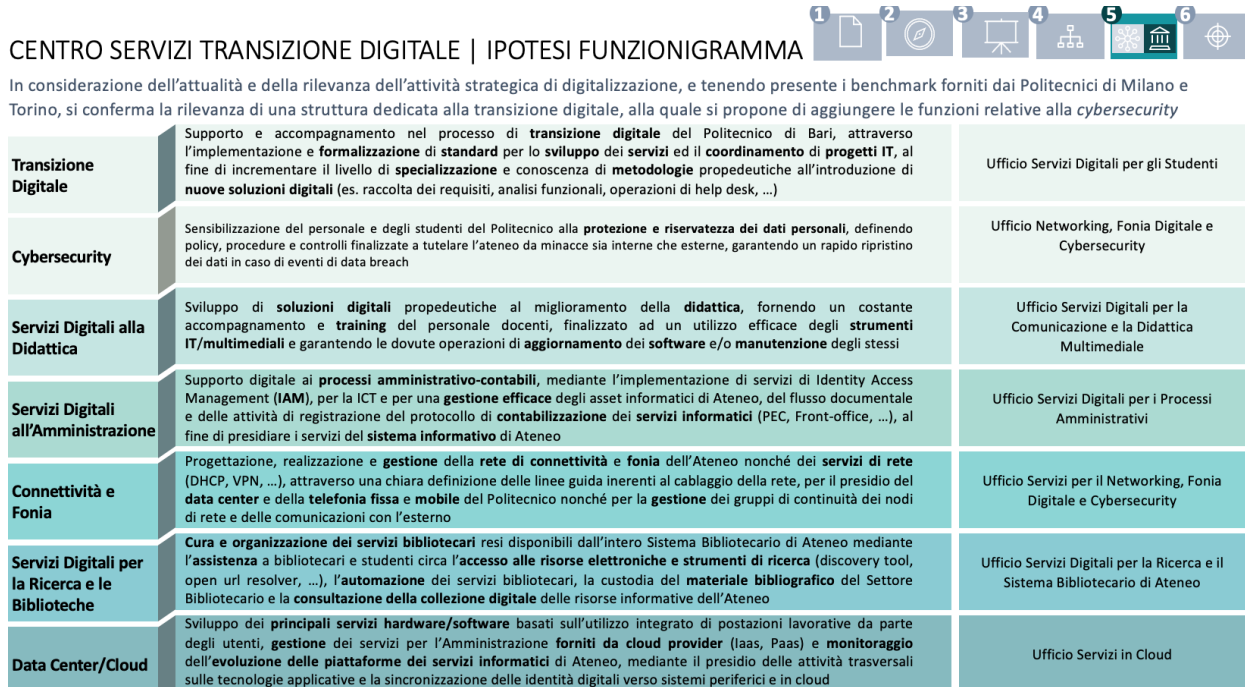 1 2 3 4 5 6
CENTRO SERVIZI TRANSIZIONE DIGITALE | IPOTESI FUNZIONIGRAMMA
In considerazione dell'attualità e della rilevanza dell'attività strategica di digitalizzazione, e tenendo presente i benchmark forniti dai Politecnici di Milano e
Torino, si conferma la rilevanza di una struttura dedicata alla transizione digitale, alla quale si propone di aggiungere le funzioni relative alla cybersecurity
Transizione
Digitale
Supporto e accompagnamento nel processo di transizione digitale del Politecnico di Bari, attraverso
l'implementazione e formalizzazione di standard per lo sviluppo dei servizi ed il coordinamento di progetti IT, al
fine di incrementare il livello di specializzazione e conoscenza di metodologie propedeutiche all'introduzione di
nuove soluzioni digitali (es. raccolta dei requisiti, analisi funzionali, operazioni di help desk, …)
Ufficio Servizi Digitali per gli Studenti
Cybersecurity
Sensibilizzazione del personale e degli studenti del Politecnico alla protezione e riservatezza dei dati personali, definendo
policy, procedure e controlli finalizzate a tutelare l'ateneo da minacce sia interne che esterne, garantendo un rapido ripristino
dei dati in caso di eventi di data breach
Ufficio Networking, Fonia Digitale e
Cybersecurity
Servizi Digitali alla
Didattica
Sviluppo di soluzioni digitali propedeutiche al miglioramento della didattica, fornendo un costante
accompagnamento e training del personale docenti, finalizzato ad un utilizzo efficace degli strumenti
IT/multimediali e garantendo le dovute operazioni di aggiornamento dei software e/o manutenzione degli stessi
Ufficio Servizi Digitali per la
Comunicazione e la Didattica
Multimediale
Servizi Digitali
all'Amministrazione
Supporto digitale ai processi amministrativo-contabili, mediante l'implementazione di servizi di Identity Access
Management (IAM), per la ICT e per una gestione efficace degli asset informatici di Ateneo, del flusso documentale
e delle attività di registrazione del protocollo di contabilizzazione dei servizi informatici (PEC, Front-office, …), al
fine di presidiare i servizi del sistema informativo di Ateneo
Ufficio Servizi Digitali per i Processi
Amministrativi
Connettività e
Fonia
Progettazione, realizzazione e gestione della rete di connettività e fonia dell'Ateneo nonché dei servizi di rete
(DHCP, VPN, …), attraverso una chiara definizione delle linee guida inerenti al cablaggio della rete, per il presidio del
data center e della telefonia fissa e mobile del Politecnico nonché per la gestione dei gruppi di continuità dei nodi
di rete e delle comunicazioni con l'esterno
Ufficio Servizi per il Networking, Fonia
Digitale e Cybersecurity
Servizi Digitali per
la Ricerca e le
Biblioteche
Cura e organizzazione dei servizi bibliotecari resi disponibili dall'intero Sistema Bibliotecario di Ateneo mediante
l'assistenza a bibliotecari e studenti circa l'accesso alle risorse elettroniche e strumenti di ricerca (discovery tool,
open url resolver, …), l'automazione dei servizi bibliotecari, la custodia del materiale bibliografico del Settore
Bibliotecario e la consultazione della collezione digitale delle risorse informative dell'Ateneo
Ufficio Servizi Digitali per la Ricerca e il
Sistema Bibliotecario di Ateneo
Data Center/Cloud
Sviluppo dei principali servizi hardware/software basati sull'utilizzo integrato di postazioni lavorative da parte
degli utenti, gestione dei servizi per l'Amministrazione forniti da cloud provider (Iaas, Paas) e monitoraggio
dell'evoluzione delle piattaforme dei servizi informatici di Ateneo, mediante il presidio delle attività trasversali
sulle tecnologie applicative e la sincronizzazione delle identità digitali verso sistemi periferici e in cloud
Ufficio Servizi in Cloud